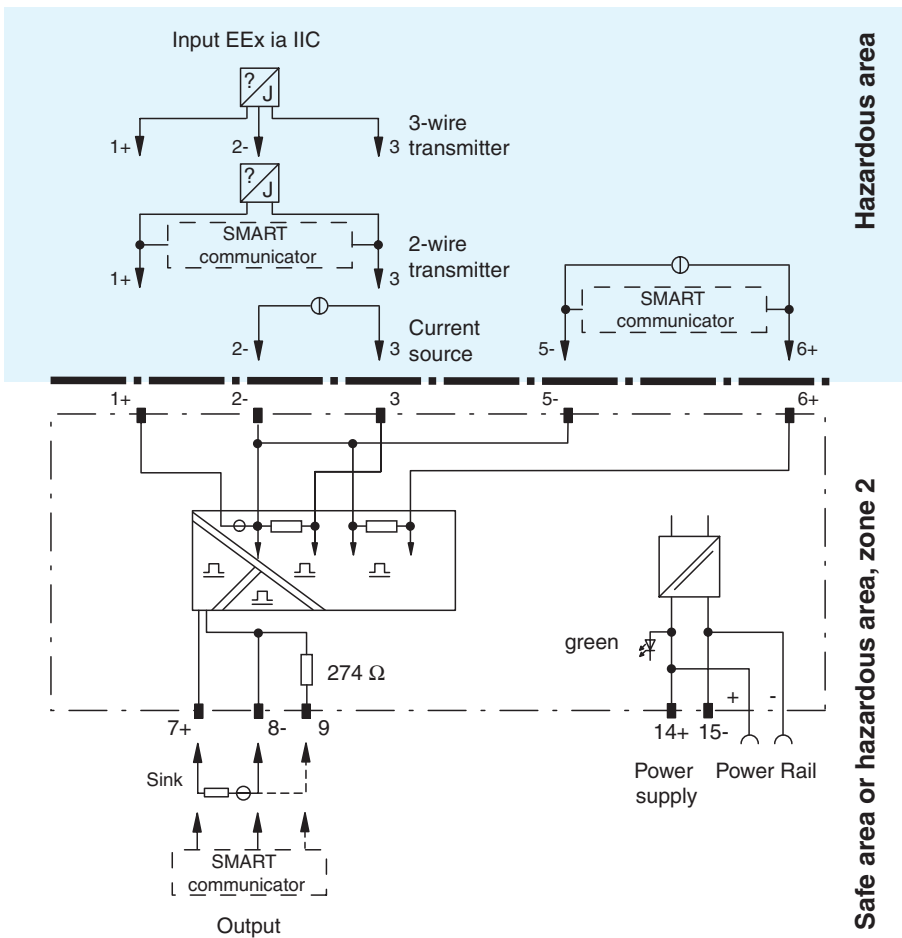 Input EEx ia IIC
Hazardous area
?
J
1+
2-
3
3-wire
transmitter
?
J
SMART
communicator
1+
3
2-wire
transmitter
2-
3
Current
source
SMART
communicator
5-
6+
1+
2-
3
5-
6+
Safe area or hazardous area, zone 2
green
274 Ω
7+
8-
9
14+
15-
+
-
Sink
Power
supply
Power Rail
SMART
communicator
Output